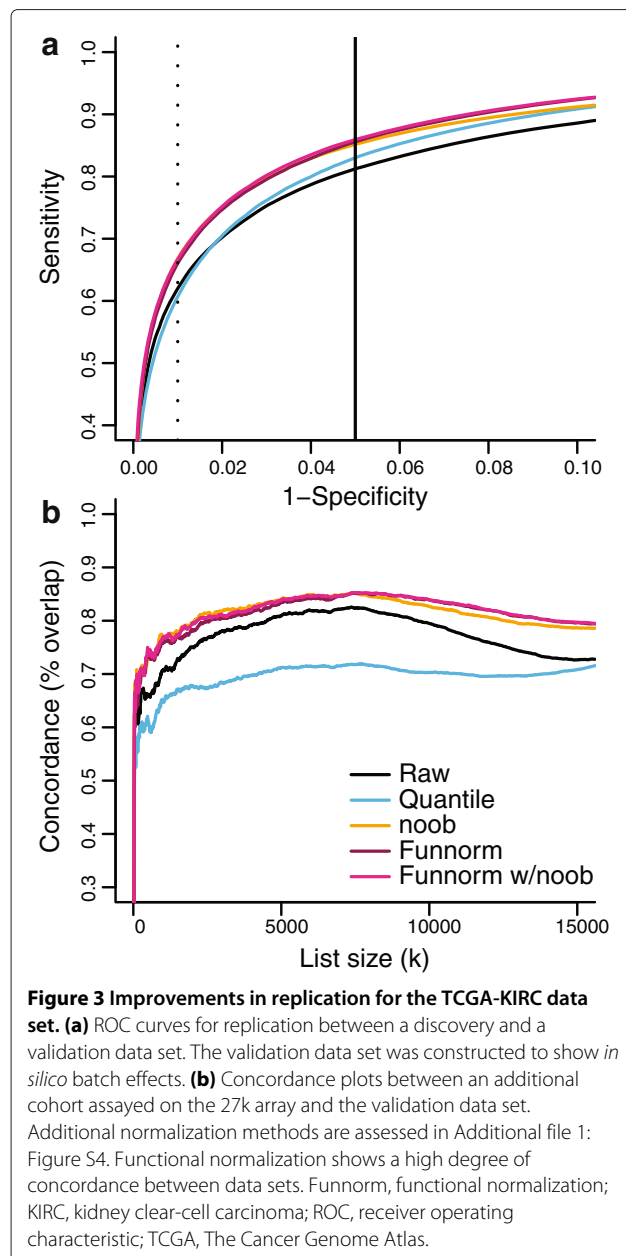 a
1.0
0.9
0.8
0.7
0.6
0.5
0.4
Sensitivity
0.00 0.02 0.04 0.06 0.08 0.10
1−Specificity
b
1.0
0.9
0.8
0.7
0.6
0.5
0.4
0.3
Concordance (% overlap)
Raw
Quantile
noob
Funnorm
Funnorm w/noob
0 5000 10000 15000
List size (k)
Figure 3 Improvements in replication for the TCGA-KIRC data
set. (a) ROC curves for replication between a discovery and a
validation data set. The validation data set was constructed to show in
silico batch effects. (b) Concordance plots between an additional
cohort assayed on the 27k array and the validation data set.
Additional normalization methods are assessed in Additional file 1:
Figure S4. Functional normalization shows a high degree of
concordance between data sets. Funnorm, functional normalization;
KIRC, kidney clear-cell carcinoma; ROC, receiver operating
characteristic; TCGA, The Cancer Genome Atlas.